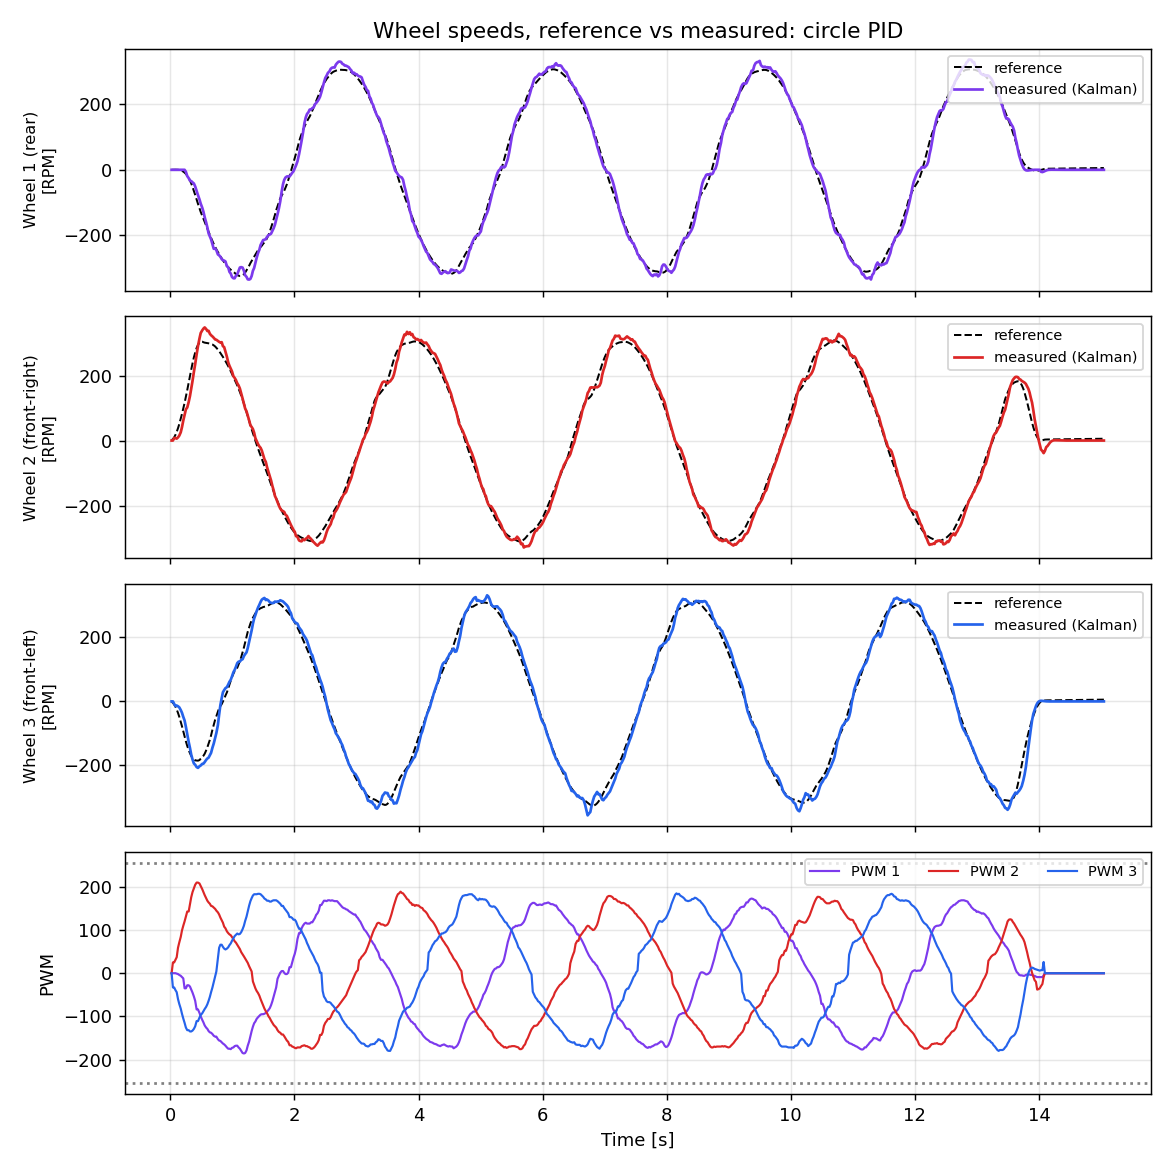 Wheel speeds, reference vs measured: circle PID
Wheel 1 (rear)
[RPM]
200
0
−200
reference
measured (Kalman)
Wheel 2 (front-right)
[RPM]
200
0
−200
reference
measured (Kalman)
Wheel 3 (front-left)
[RPM]
200
0
−200
reference
measured (Kalman)
PWM
200
100
0
−100
−200
PWM 1 PWM 2 PWM 3
0 2 4 6 8 10 12 14
Time [s]